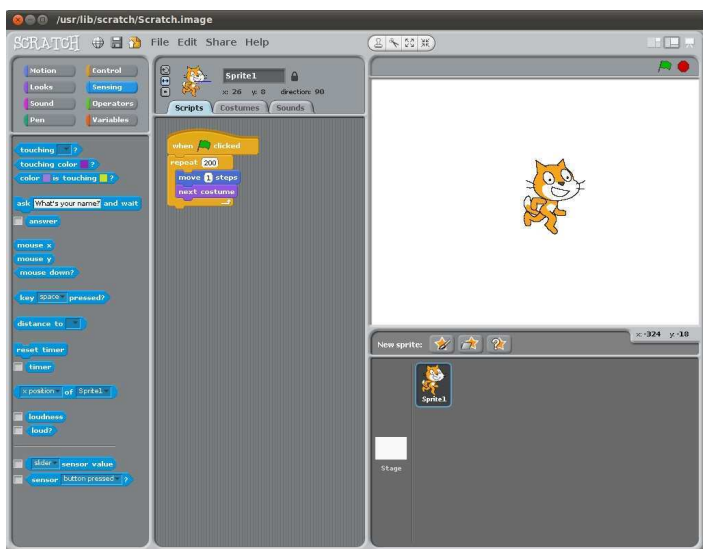 /usr/lib/scratch/Scratch.image
SCRATCH File Edit Share Help
Motion Control
Looks Sensing
Sound Operators
Pen Variables
touching ?
touching color ?
color is touching ?
ask What's your name? and wait
answer
mouse x
mouse y
mouse down?
key space pressed?
distance to
reset timer
timer
x position of Sprite1
loudness
loud?
slider sensor value
sensor button pressed ?
Sprite1
x: 26 y: 8 direction: 90
Scripts Costumes Sounds
when clicked
repeat 200
move 1 steps
next costume
x: -324 y: -18
New sprite:
Sprite1
Stage